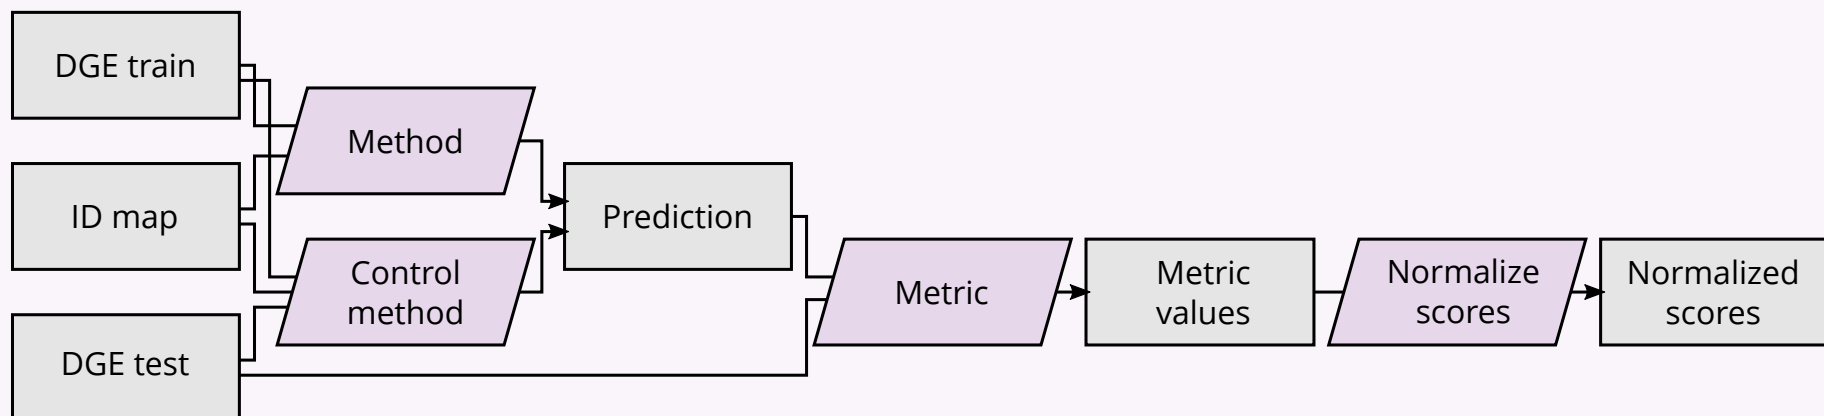 DGE train
Method
ID map
Prediction
Control
method
Metric
Metric
values
Normalize
scores
Normalized
scores
DGE test